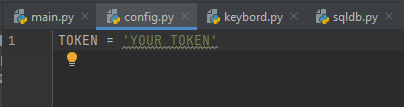 main.py config.py keybord.py sqldb.py
1 TOKEN = 'YOUR TOKEN'